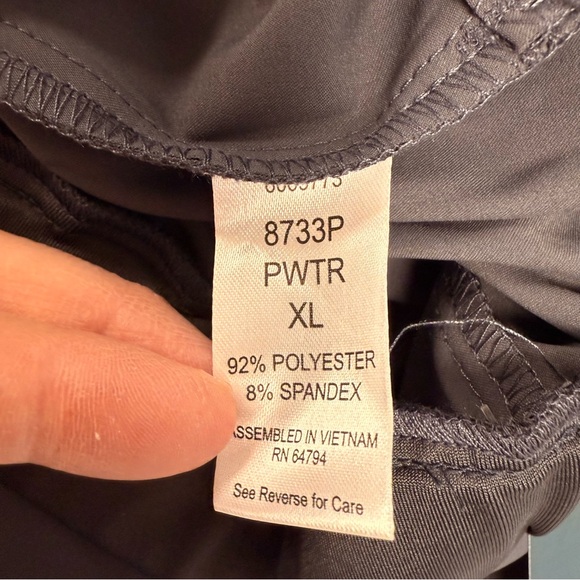 8733P
PWTR
XL
92% POLYESTER
8% SPANDEX
ASSEMBLED IN VIETNAM
RN 64794
See Reverse for Care